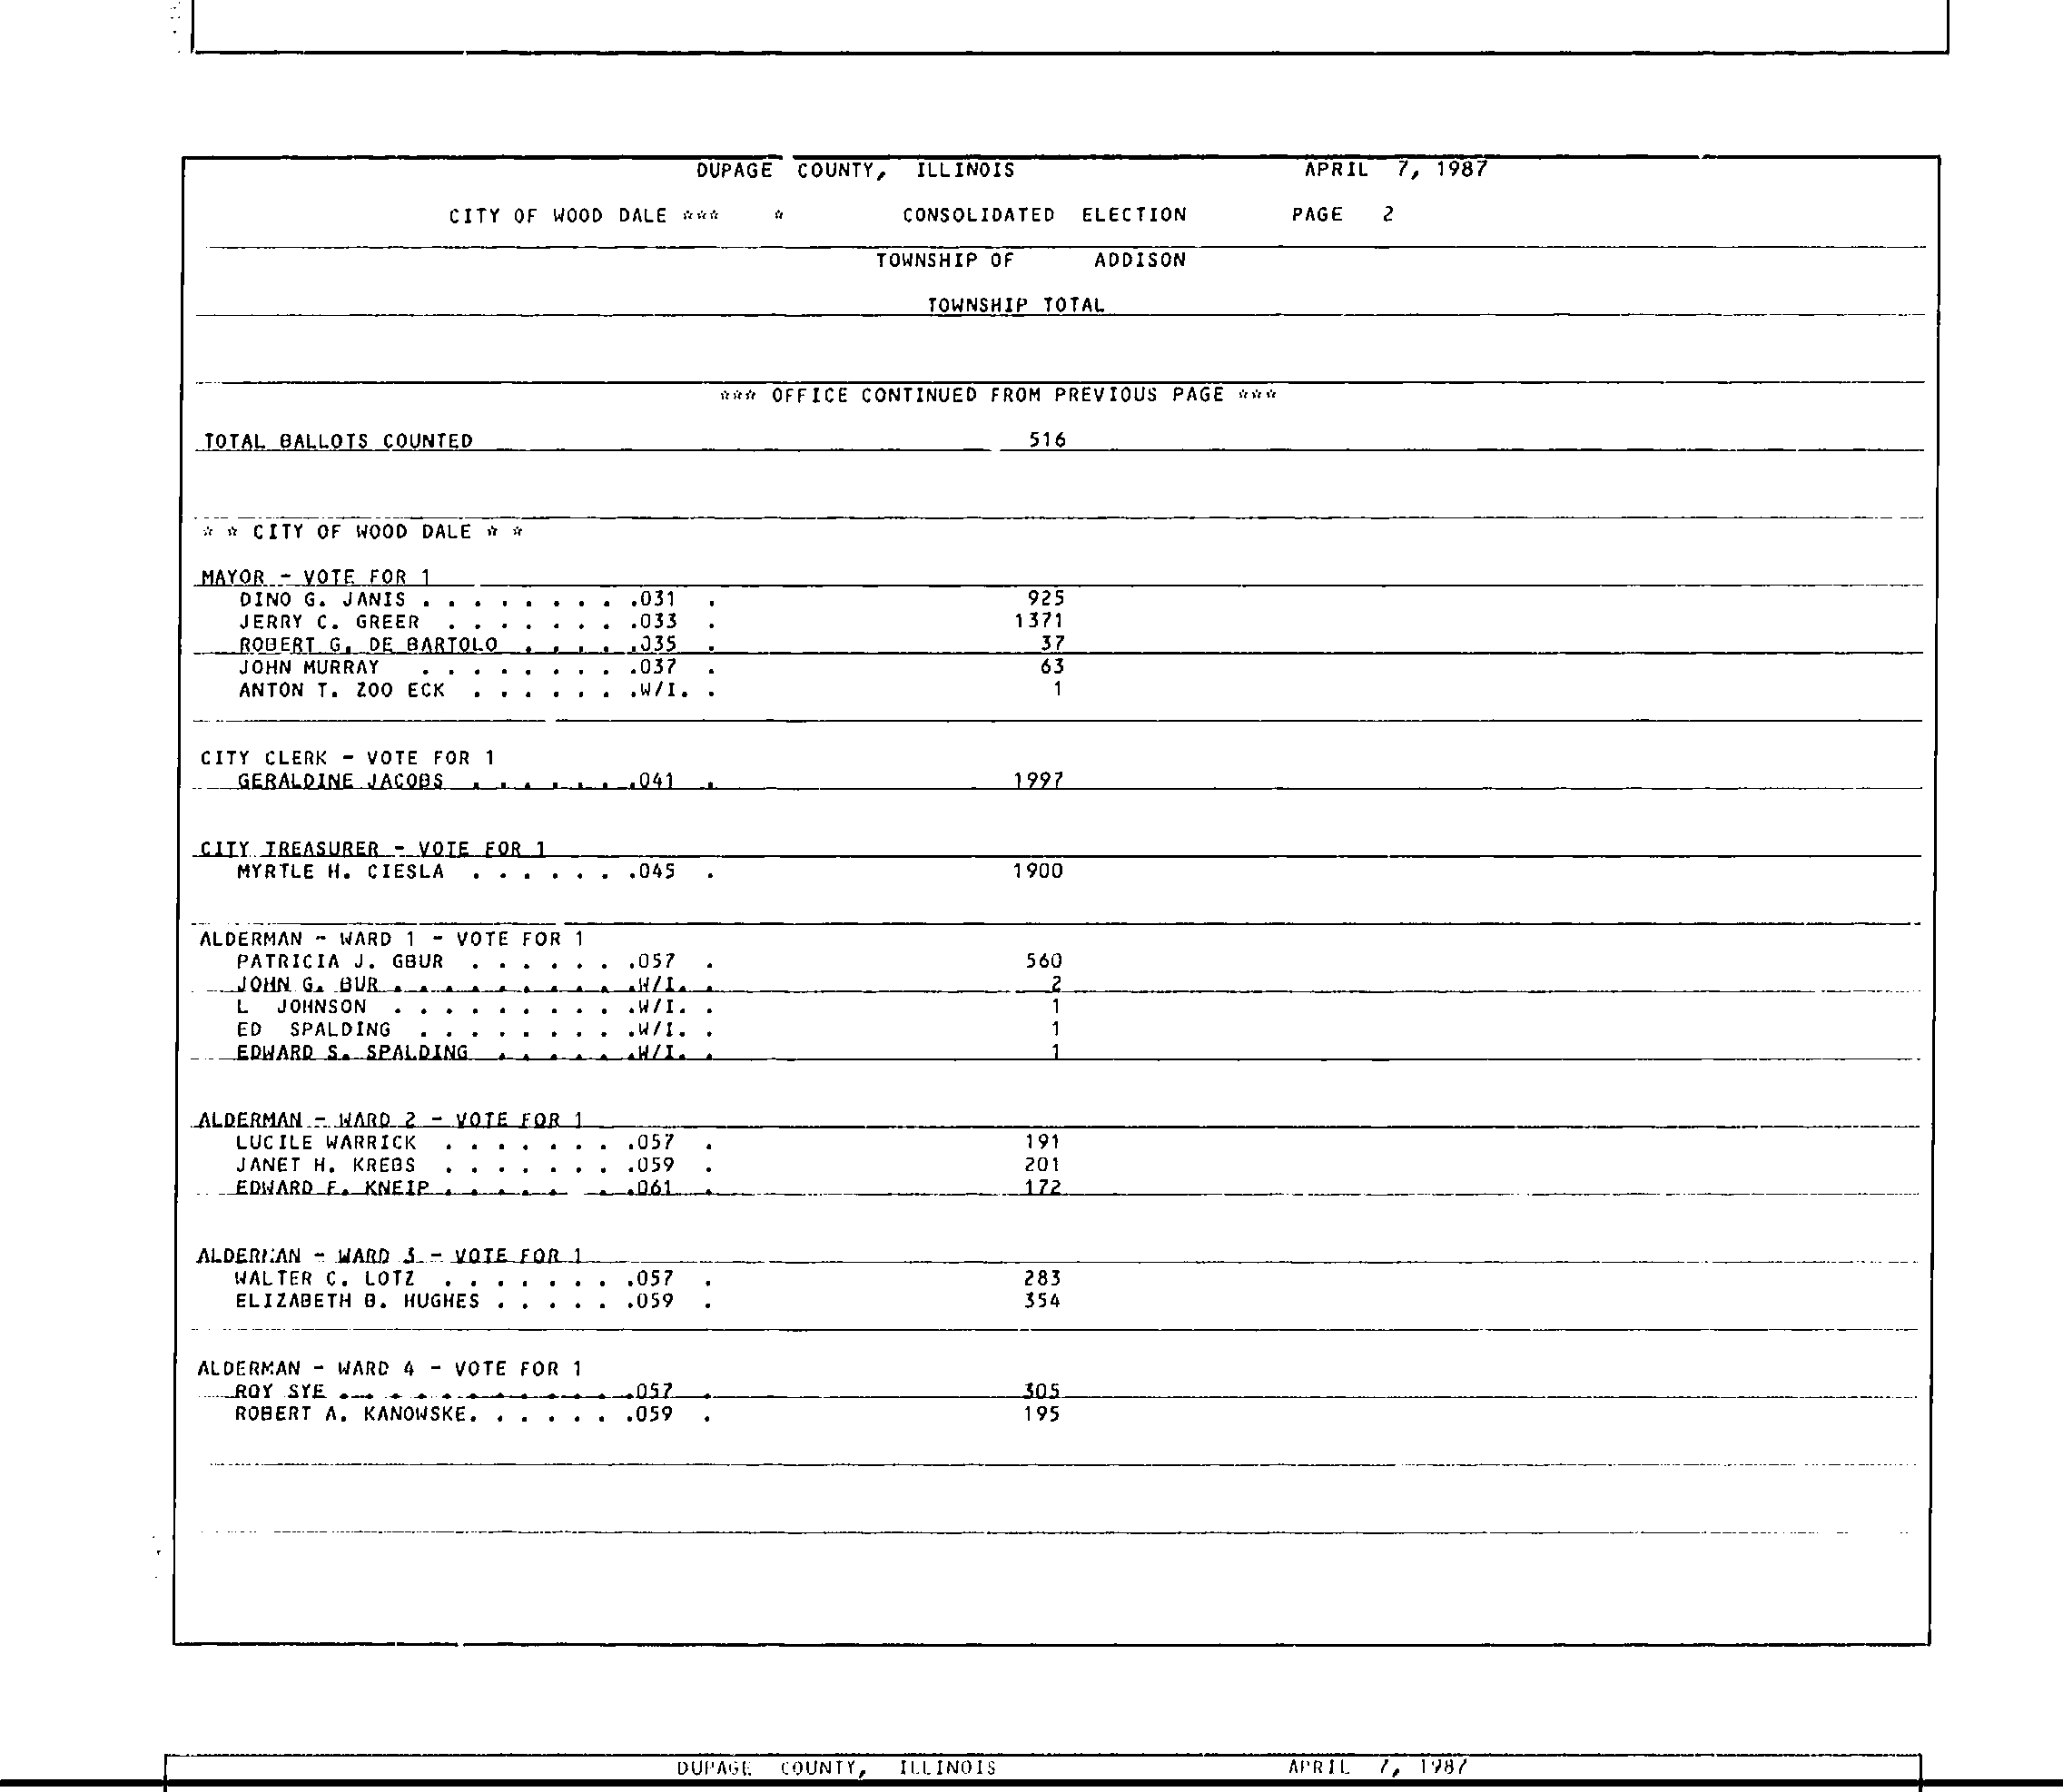 DUPAGE COUNTY, ILLINOIS APRIL 7, 1987
CITY OF WOOD DALE *** * CONSOLIDATED ELECTION PAGE 2
TOWNSHIP OF ADDISON
TOWNSHIP TOTAL
*** OFFICE CONTINUED FROM PREVIOUS PAGE ***
TOTAL BALLOTS COUNTED 516
* * CITY OF WOOD DALE * *
MAYOR - VOTE FOR 1
DINO G. JANIS . . . . . . . . .031 . 925
JERRY C. GREER . . . . . . . .033 . 1371
ROBERT G. DE BARTOLO . . . . .035 . 37
JOHN MURRAY . . . . . . . . .037 . 63
ANTON T. ZOO ECK . . . . . . .W/I. . 1
CITY CLERK - VOTE FOR 1
GERALDINE JACOBS . . . . . . .041 . 1997
CITY TREASURER - VOTE FOR 1
MYRTLE H. CIESLA . . . . . . .045 . 1900
ALDERMAN - WARD 1 - VOTE FOR 1
PATRICIA J. GBUR . . . . . . .057 . 560
JOHN G. BUR . . . . . . . . . .W/I. . 2
L JOHNSON . . . . . . . . . .W/I. . 1
ED SPALDING . . . . . . . . .W/I. . 1
EDWARD S. SPALDING . . . . . .W/I. . 1
ALDERMAN - WARD 2 - VOTE FOR 1
LUCILE WARRICK . . . . . . . .057 . 191
JANET H. KREBS . . . . . . . .059 . 201
EDWARD F. KNEIP . . . . . . . .061 . 172
ALDERMAN - WARD 3 - VOTE FOR 1
WALTER C. LOTZ . . . . . . . .057 . 283
ELIZABETH B. HUGHES . . . . . .059 . 354
ALDERMAN - WARD 4 - VOTE FOR 1
ROY SYE . . . . . . . . . . . .057 . 305
ROBERT A. KANOWSKE. . . . . . .059 . 195
DUPAGE COUNTY, ILLINOIS APRIL 7, 1987